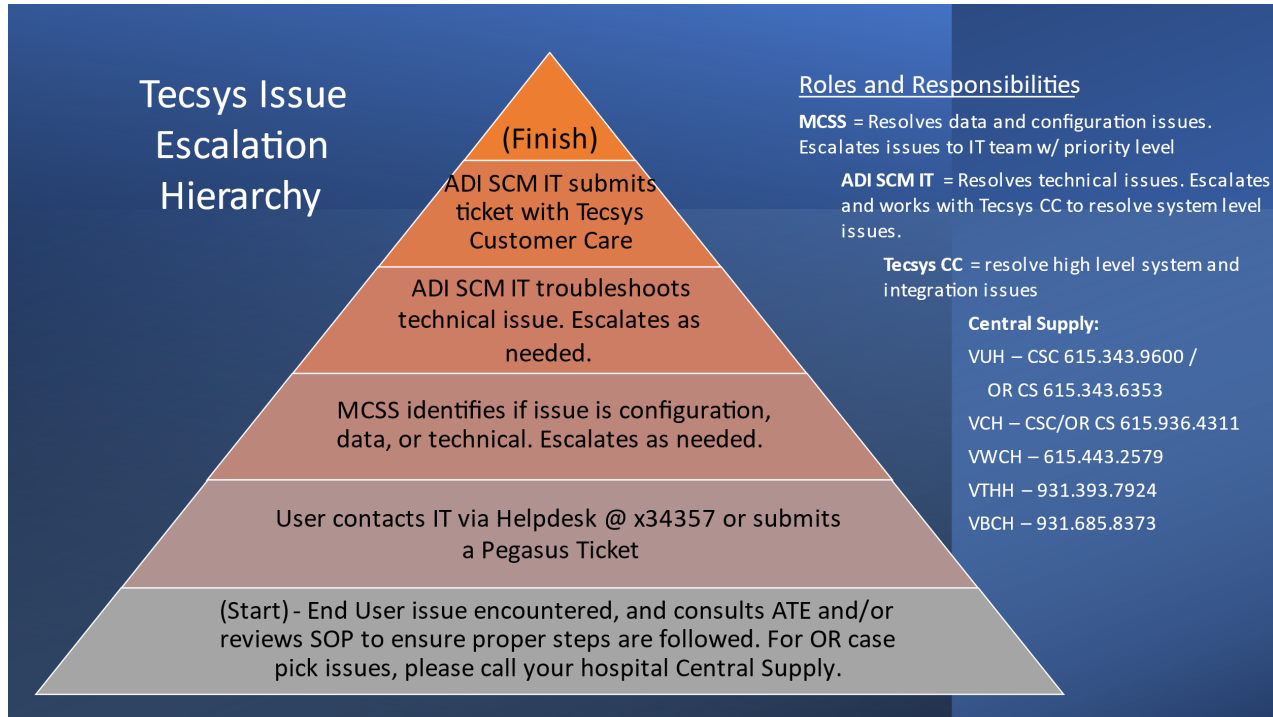 Tecsys Issue
Escalation
Hierarchy
(Finish)
ADI SCM IT submits
ticket with Tecsys
Customer Care
ADI SCM IT troubleshoots
technical issue. Escalates as
needed.
MCSS identifies if issue is configuration,
data, or technical. Escalates as needed.
User contacts IT via Helpdesk @ x34357 or submits
a Pegasus Ticket
(Start) - End User issue encountered, and consults ATE and/or
reviews SOP to ensure proper steps are followed. For OR case
pick issues, please call your hospital Central Supply.
Roles and Responsibilities
MCSS = Resolves data and configuration issues.
Escalates issues to IT team w/ priority level
ADI SCM IT = Resolves technical issues. Escalates
and works with Tecsys CC to resolve system level
issues.
Tecsys CC = resolve high level system and
integration issues
Central Supply:
VUH – CSC 615.343.9600 /
OR CS 615.343.6353
VCH – CSC/OR CS 615.936.4311
VWCH – 615.443.2579
VTHH – 931.393.7924
VBCH – 931.685.8373